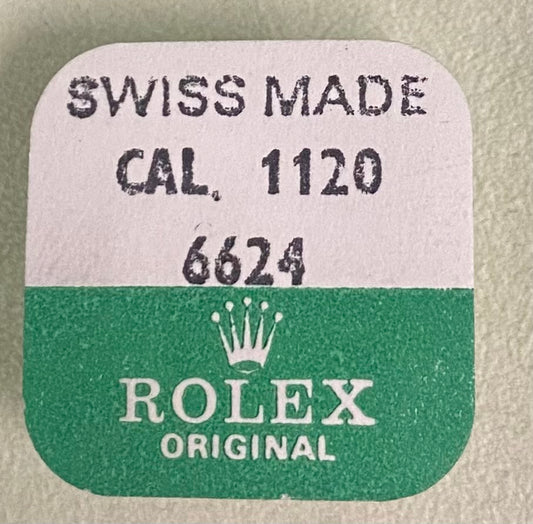 SWISS MADE
CAL. 1120
6624
ROLEX
ORIGINAL